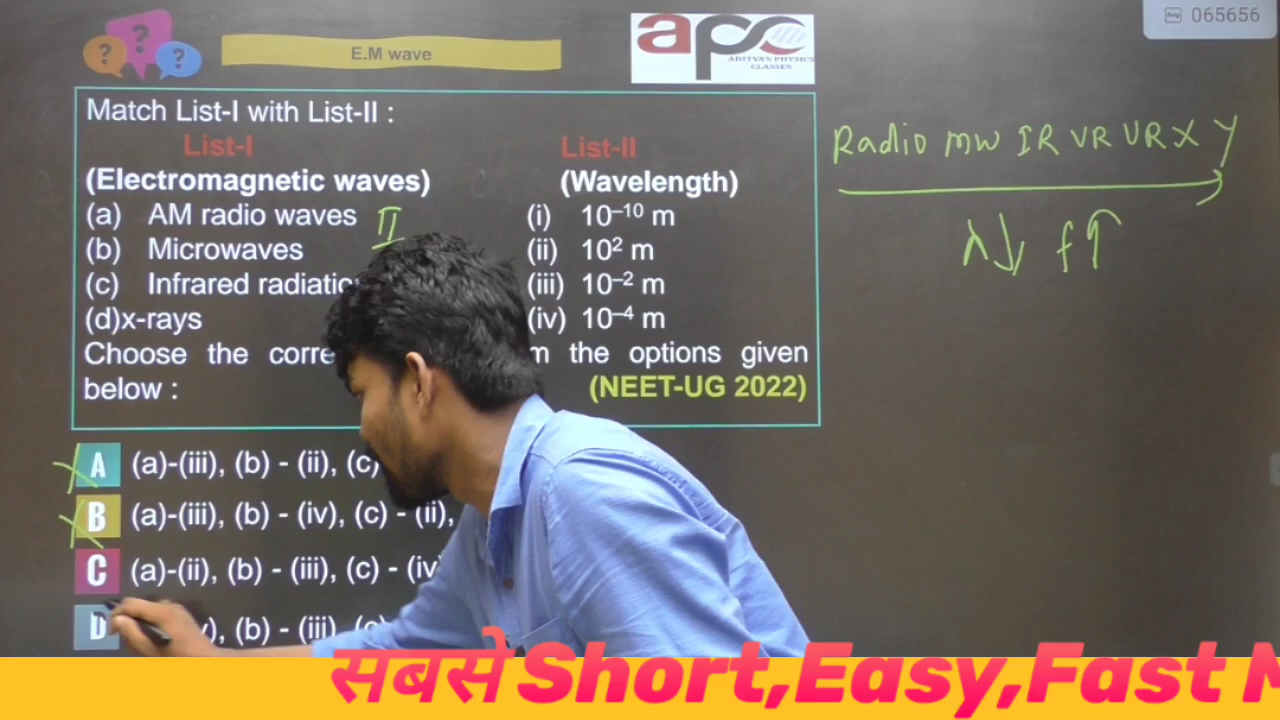 065656
? ? ?
E.M wave
apc
ADITYA'S PHYSICS
CLASSES
Match List-I with List-II :
List-I List-II
(Electromagnetic waves) (Wavelength)
(a) AM radio waves II (i) 10⁻¹⁰ m
(b) Microwaves (ii) 10² m
(c) Infrared (iii) 10⁻² m
(d)x-rays (iv) 10⁻⁴ m
Choose the the options given
below : (NEET-UG 2022)
A (a)-(iii), (b) - (ii), (c)
B (a)-(iii), (b) - (iv), (c) - (ii),
C (a)-(ii), (b) - (iii), (c) - (iv)
D (b) - (iii),
Radio MW IR VR UR X Y
λ↓ f↑
सबसे Short,Easy,Fast